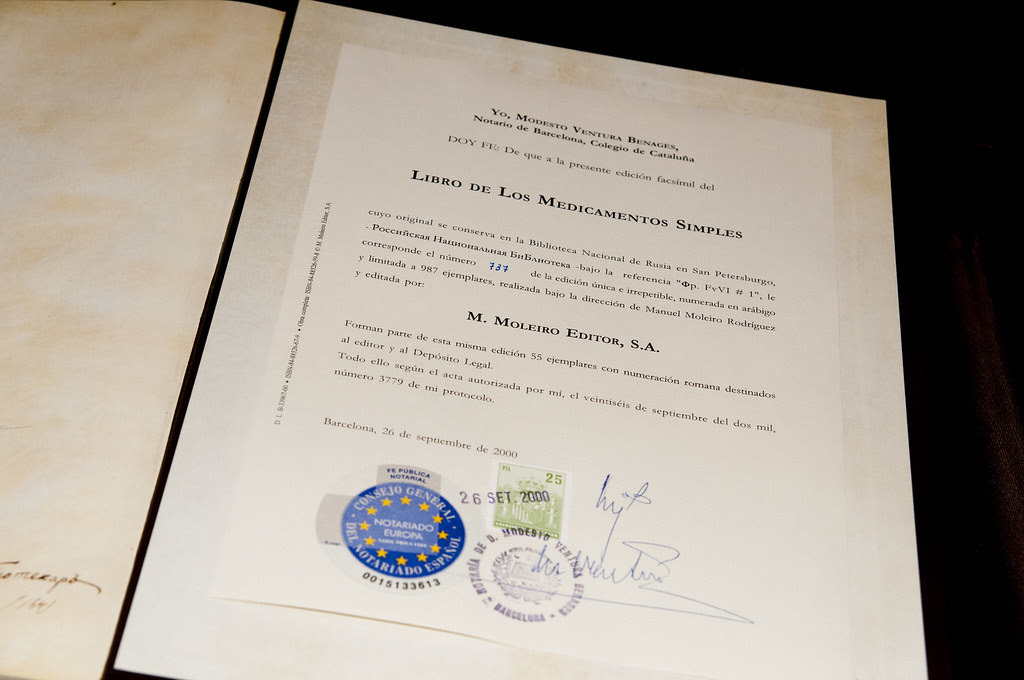 Yo, Modesto Ventura Benages,
Notario de Barcelona, Colegio de Cataluña
DOY FE: De que a la presente edición facsímil del
Libro de Los Medicamentos Simples
cuyo original se conserva en la Biblioteca Nacional de Rusia en San Petersburgo,
- Российская Национальная БиБлиотека -bajo la referencia "Фр. FvVI # 1", le
corresponde el número 737 de la edición única e irrepetible, numerada en arábigo
y limitada a 987 ejemplares, realizada bajo la dirección de Manuel Moleiro Rodríguez
y editada por:
M. Moleiro Editor, S.A.
Forman parte de esta misma edición 55 ejemplares con numeración romana destinados
al editor y al Depósito Legal.
Todo ello según el acta autorizada por mí, el veintiséis de septiembre del dos mil,
número 3779 de mi protocolo.
Barcelona, 26 de septiembre de 2000
FE PÚBLICA
NOTARIAL
CONSEJO GENERAL
DEL NOTARIADO ESPAÑOL
NOTARIADO
EUROPA
0015133613
25
26 SET. 2000
NOTARÍA DE D. MODESTO VENTURA BENAGES
- BARCELONA -
© M. Moleiro Editor, S.A.